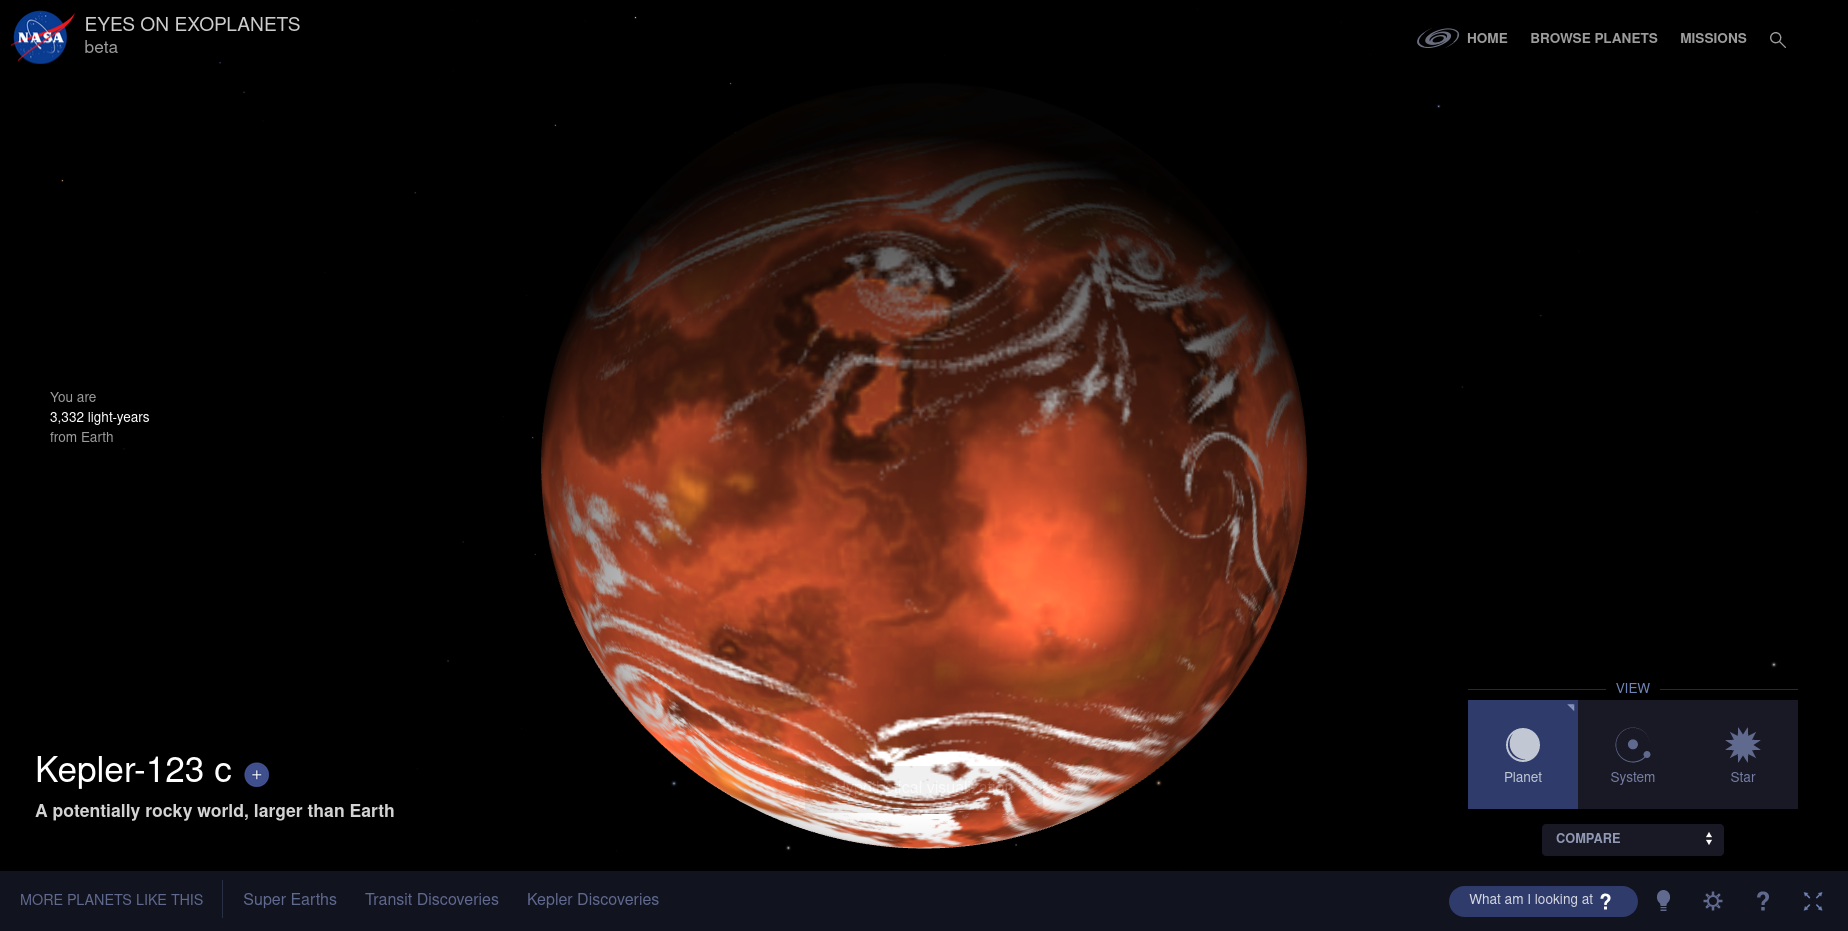 NASA
EYES ON EXOPLANETS
beta
HOME
BROWSE PLANETS
MISSIONS
You are
3,332 light-years
from Earth
Kepler-123 c
A potentially rocky world, larger than Earth
VIEW
Planet
System
Star
COMPARE
MORE PLANETS LIKE THIS
Super Earths
Transit Discoveries
Kepler Discoveries
What am I looking at ?